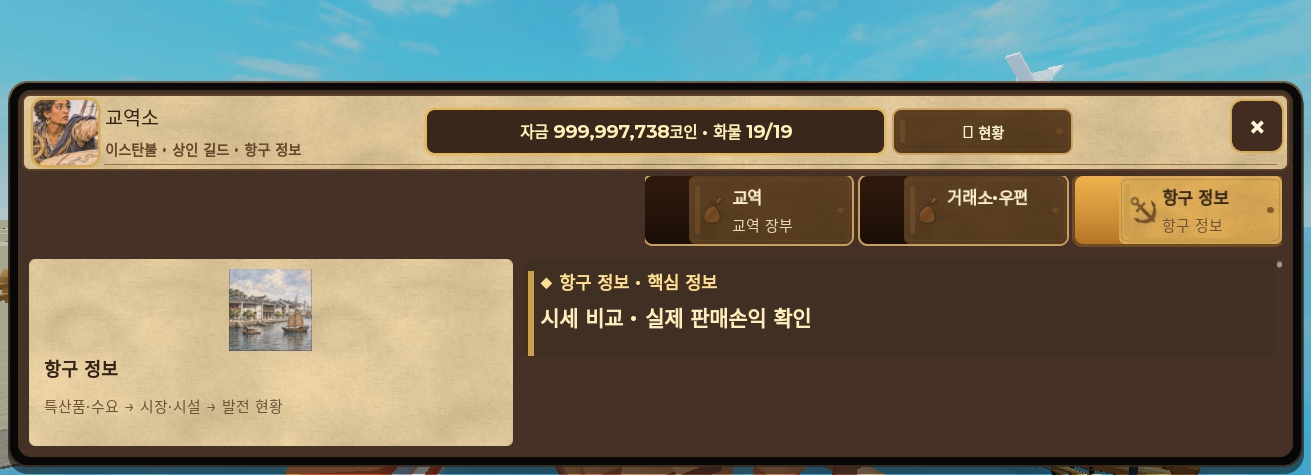 교역소
이스탄불 • 상인 길드 • 항구 정보
자금 999,997,738코인 • 화물 19/19
현황
×
교역
교역 장부
거래소·우편
항구 정보
항구 정보
항구 정보
특산품·수요 → 시장·시설 → 발전 현황
◆ 항구 정보 • 핵심 정보
시세 비교 • 실제 판매손익 확인